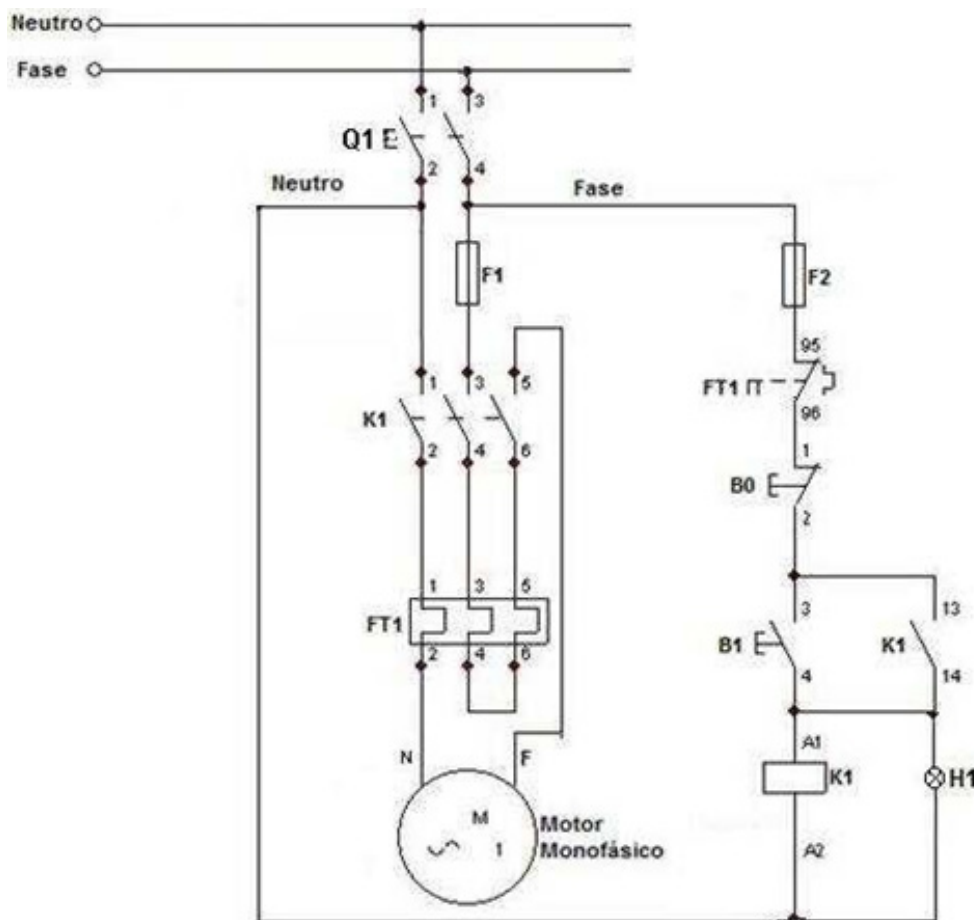 Neutro
Fase
1 3
Q1
2 4
Neutro
Fase
F1
F2
95
1 3 5
FT1
K1
96
2 4 6
1
B0
2
1 3 5
3 13
FT1
B1
K1
2 4 6
4 14
N F
A1
K1
H1
M
1
Motor
Monofásico
A2